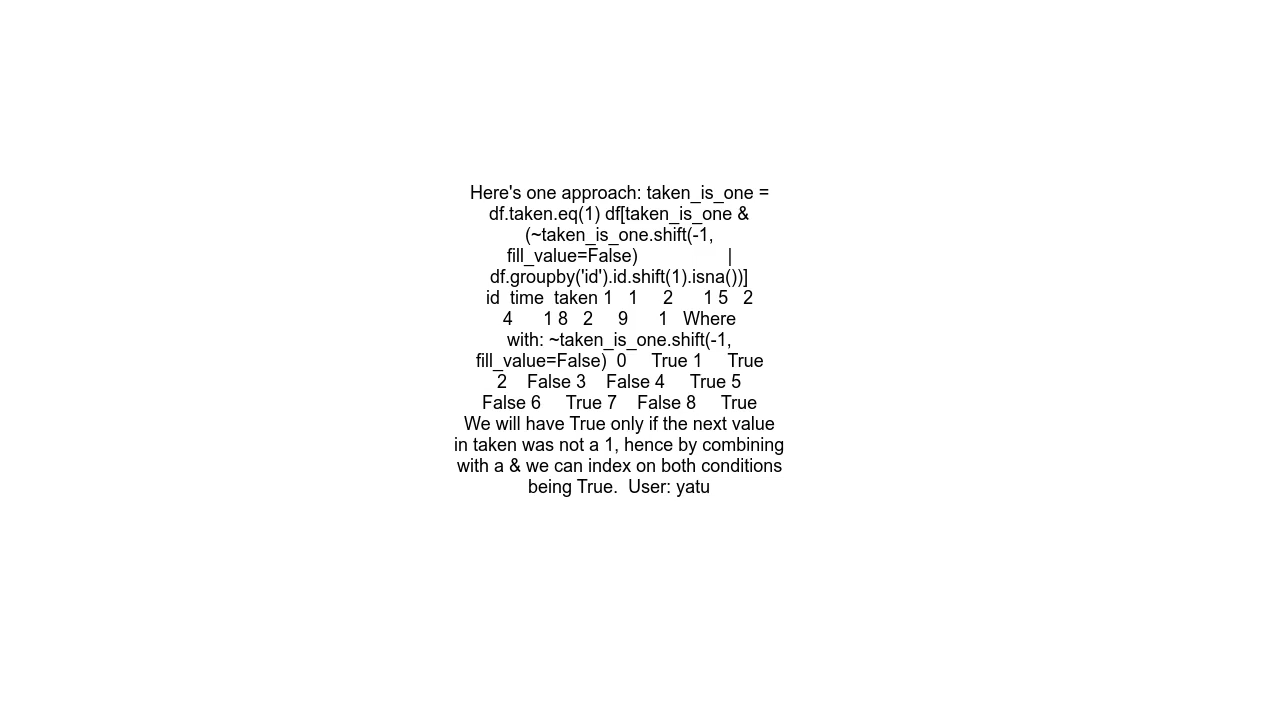 Here's one approach: taken_is_one =
df.taken.eq(1) df[taken_is_one &
(~taken_is_one.shift(-1,
fill_value=False)                  |
df.groupby('id').id.shift(1).isna())]
id  time  taken 1   1     2      1 5   2
4      1 8   2     9      1   Where
with: ~taken_is_one.shift(-1,
fill_value=False)  0     True 1     True
2    False 3    False 4     True 5
False 6     True 7    False 8     True
We will have True only if the next value
in taken was not a 1, hence by combining
with a & we can index on both conditions
being True.  User: yatu